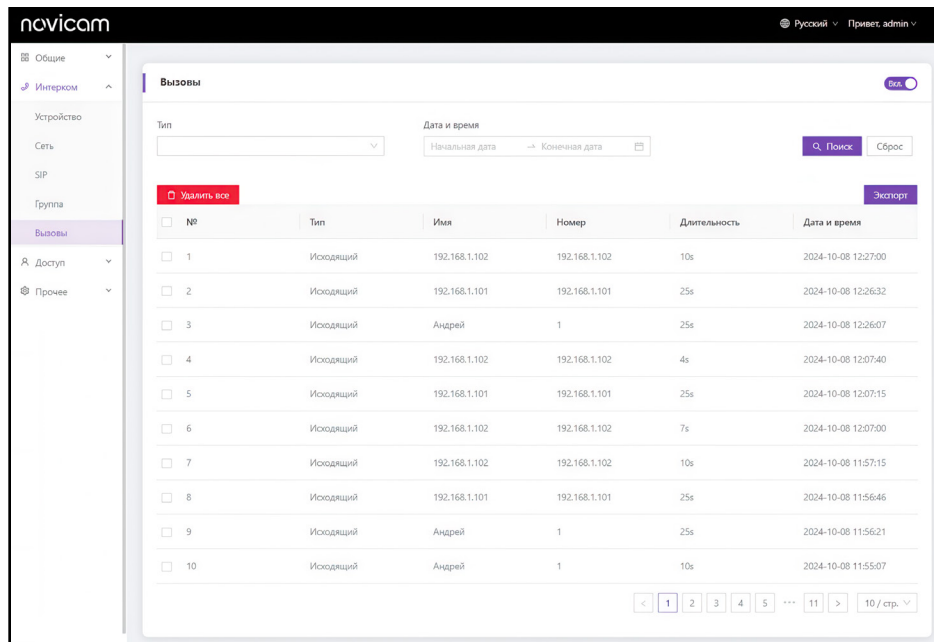 novicam
Русский Привет, admin
Общие
Интерком
Устройство
Сеть
SIP
Группа
Вызовы
Доступ
Прочее
Вызовы Вкл.
Тип Дата и время
Начальная дата → Конечная дата Поиск Сброс
Удалить все Экспорт
№ Тип Имя Номер Длительность Дата и время
1 Исходящий 192.168.1.102 192.168.1.102 10s 2024-10-08 12:27:00
2 Исходящий 192.168.1.101 192.168.1.101 25s 2024-10-08 12:26:32
3 Исходящий Андрей 1 25s 2024-10-08 12:26:07
4 Исходящий 192.168.1.102 192.168.1.102 4s 2024-10-08 12:07:40
5 Исходящий 192.168.1.101 192.168.1.101 25s 2024-10-08 12:07:15
6 Исходящий 192.168.1.102 192.168.1.102 7s 2024-10-08 12:07:00
7 Исходящий 192.168.1.102 192.168.1.102 10s 2024-10-08 11:57:15
8 Исходящий 192.168.1.101 192.168.1.101 25s 2024-10-08 11:56:46
9 Исходящий Андрей 1 25s 2024-10-08 11:56:21
10 Исходящий Андрей 1 10s 2024-10-08 11:55:07
< 1 2 3 4 5 ••• 11 > 10 / стр.